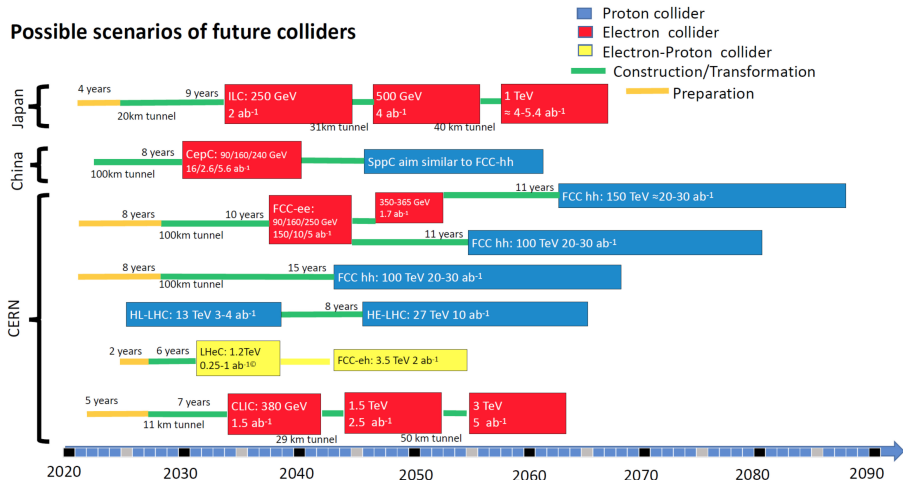 Possible scenarios of future colliders
Proton collider
Electron collider
Electron-Proton collider
Construction/Transformation
Preparation
Japan
4 years
9 years
20km tunnel
ILC: 250 GeV
2 ab⁻¹
31km tunnel
500 GeV
4 ab⁻¹
40 km tunnel
1 TeV
≈ 4-5.4 ab⁻¹
China
8 years
100km tunnel
CepC: 90/160/240 GeV
16/2.6/5.6 ab⁻¹
SppC aim similar to FCC-hh
CERN
8 years
100km tunnel
10 years
FCC-ee:
90/160/250 GeV
150/10/5 ab⁻¹
350-365 GeV
1.7 ab⁻¹
11 years
FCC hh: 150 TeV ≈20-30 ab⁻¹
11 years
FCC hh: 100 TeV 20-30 ab⁻¹
8 years
100km tunnel
15 years
FCC hh: 100 TeV 20-30 ab⁻¹
HL-LHC: 13 TeV 3-4 ab⁻¹
8 years
HE-LHC: 27 TeV 10 ab⁻¹
2 years
6 years
LHeC: 1.2TeV
0.25-1 ab⁻¹©
FCC-eh: 3.5 TeV 2 ab⁻¹
5 years
7 years
11 km tunnel
CLIC: 380 GeV
1.5 ab⁻¹
29 km tunnel
1.5 TeV
2.5 ab⁻¹
50 km tunnel
3 TeV
5 ab⁻¹
2020
2030
2040
2050
2060
2070
2080
2090